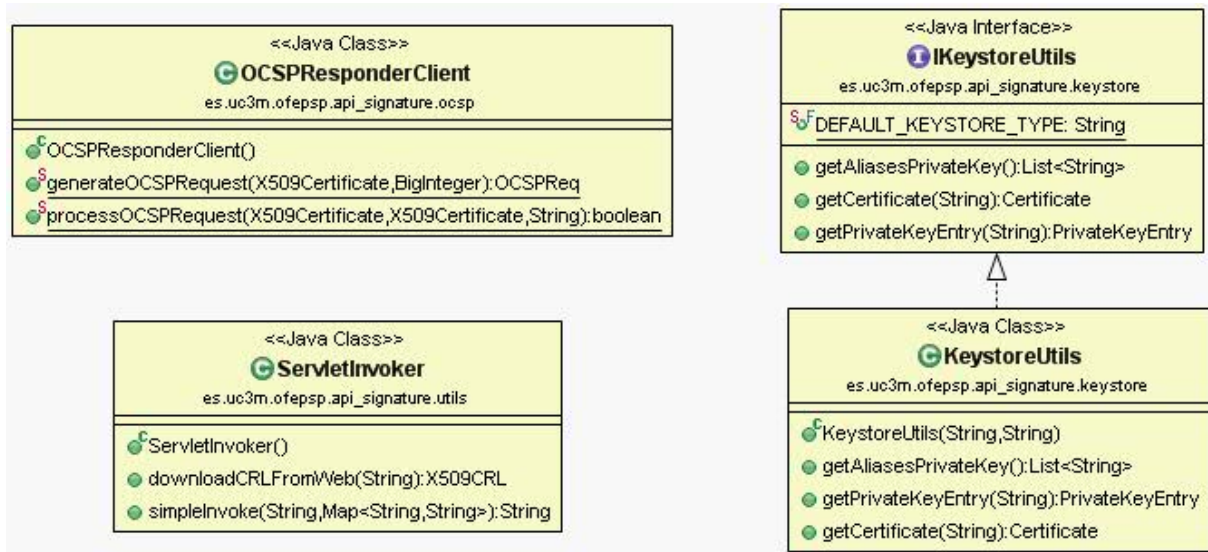 <<Java Class>>
OCSPResponderClient
es.uc3m.ofepsp.api_signature.ocsp
OCSPResponderClient()
generateOCSPRequest(X509Certificate,BigInteger):OCSPReq
processOCSPRequest(X509Certificate,X509Certificate,String):boolean
<<Java Interface>>
IKeystoreUtils
es.uc3m.ofepsp.api_signature.keystore
DEFAULT_KEYSTORE_TYPE: String
getAliasesPrivateKey():List<String>
getCertificate(String):Certificate
getPrivateKeyEntry(String):PrivateKeyEntry
<<Java Class>>
ServletInvoker
es.uc3m.ofepsp.api_signature.utils
ServletInvoker()
downloadCRLFromWeb(String):X509CRL
simpleInvoke(String,Map<String,String>):String
<<Java Class>>
KeystoreUtils
es.uc3m.ofepsp.api_signature.keystore
KeystoreUtils(String,String)
getAliasesPrivateKey():List<String>
getPrivateKeyEntry(String):PrivateKeyEntry
getCertificate(String):Certificate